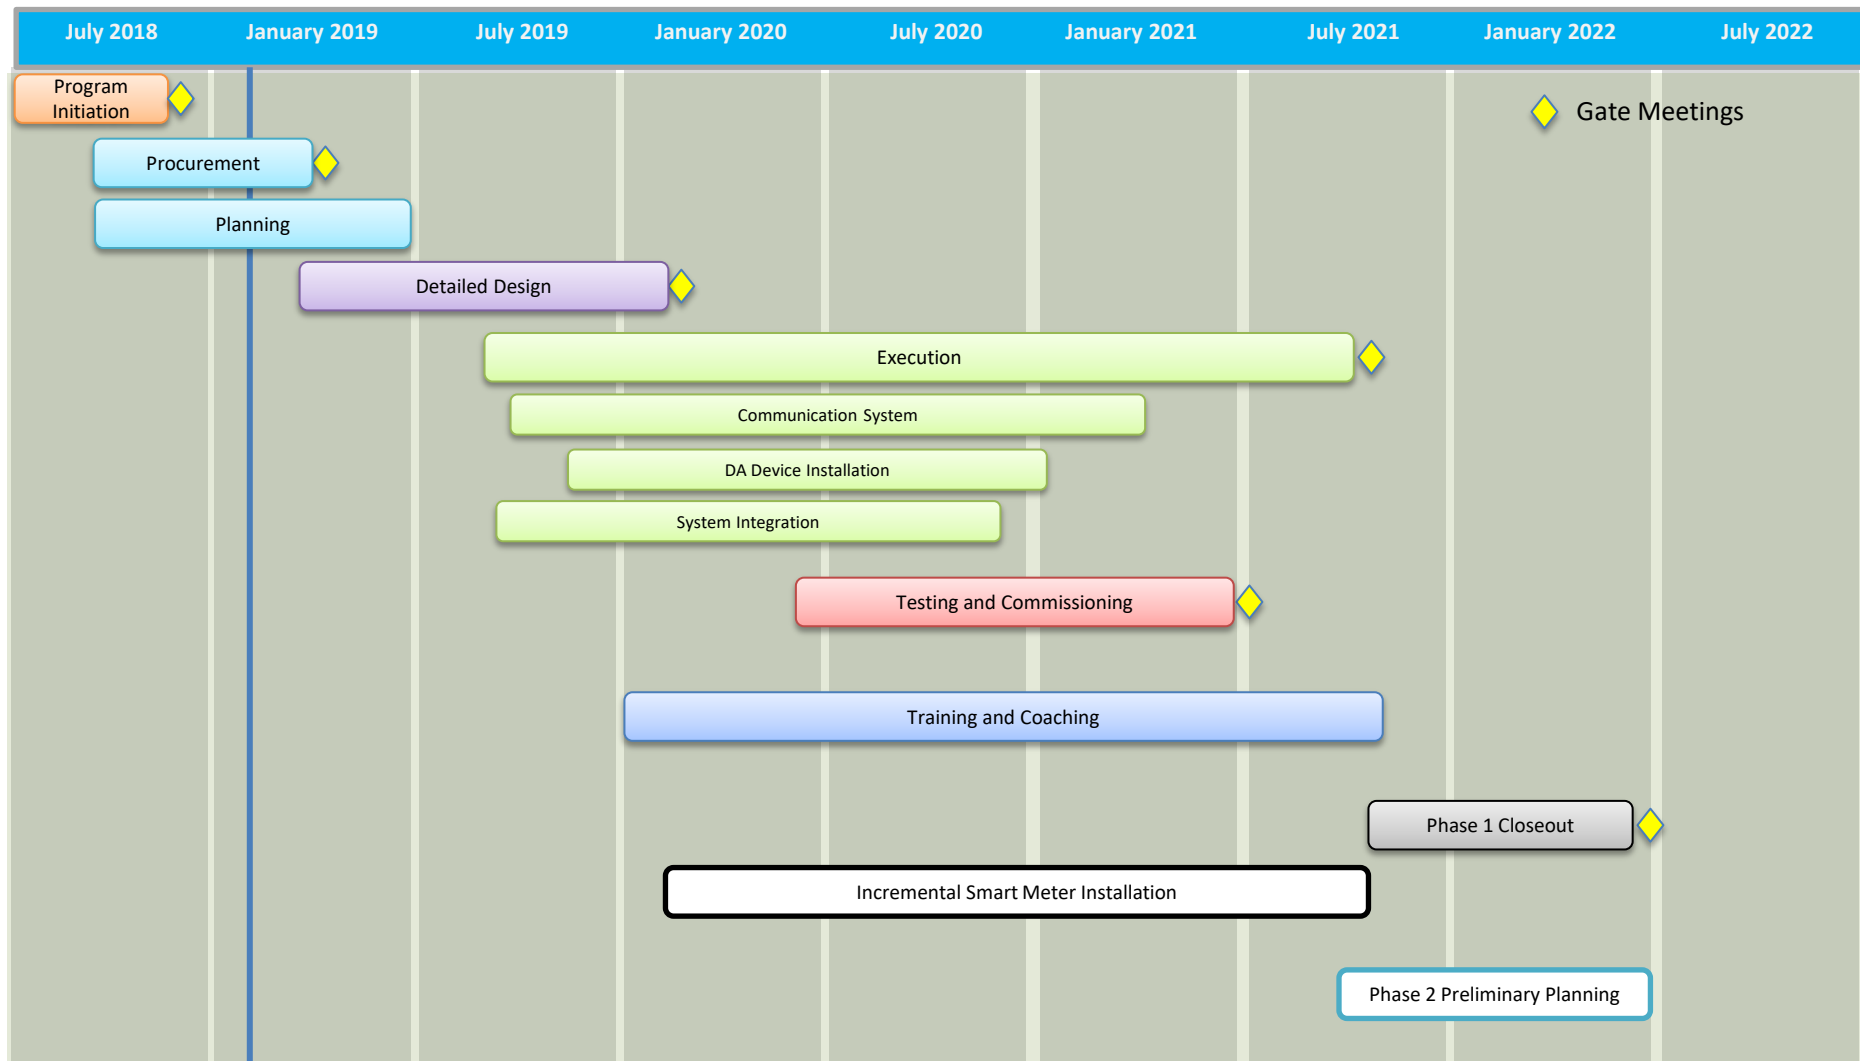 July 2018 January 2019 July 2019 January 2020 July 2020 January 2021 July 2021 January 2022 July 2022
Program
Initiation
Gate Meetings
Procurement
Planning
Detailed Design
Execution
Communication System
DA Device Installation
System Integration
Testing and Commissioning
Training and Coaching
Phase 1 Closeout
Incremental Smart Meter Installation
Phase 2 Preliminary Planning